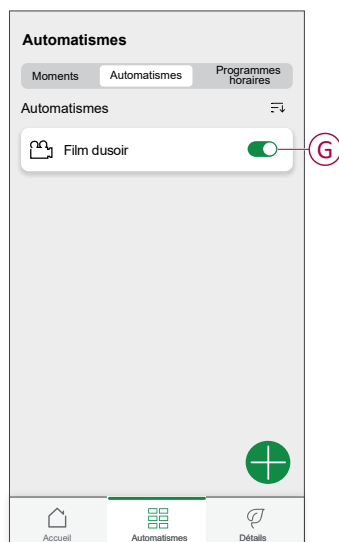 Automatismes
Moments Automatismes Programmes horaires
Automatismes
Film dusoir
G
Accueil Automatismes Détails